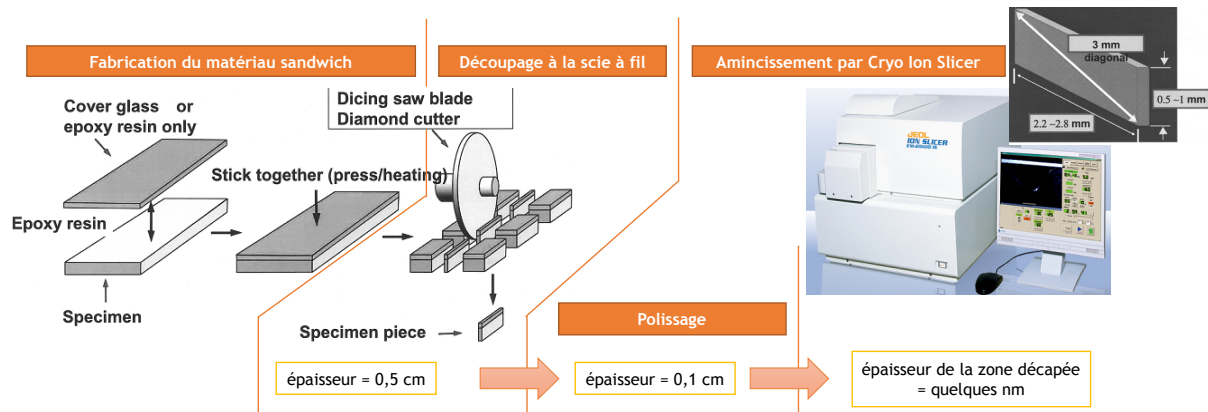 Fabrication du matériau sandwich
Découpage à la scie à fil
Amincissement par Cryo Ion Slicer
3 mm
diagonal
0.5 ~1 mm
2.2 ~2.8 mm
Cover glass or
epoxy resin only
Dicing saw blade
Diamond cutter
Stick together (press/heating)
Epoxy resin
Specimen
Specimen piece
JEOL
ION SLICER
Polissage
épaisseur = 0,5 cm
épaisseur = 0,1 cm
épaisseur de la zone décapée
= quelques nm